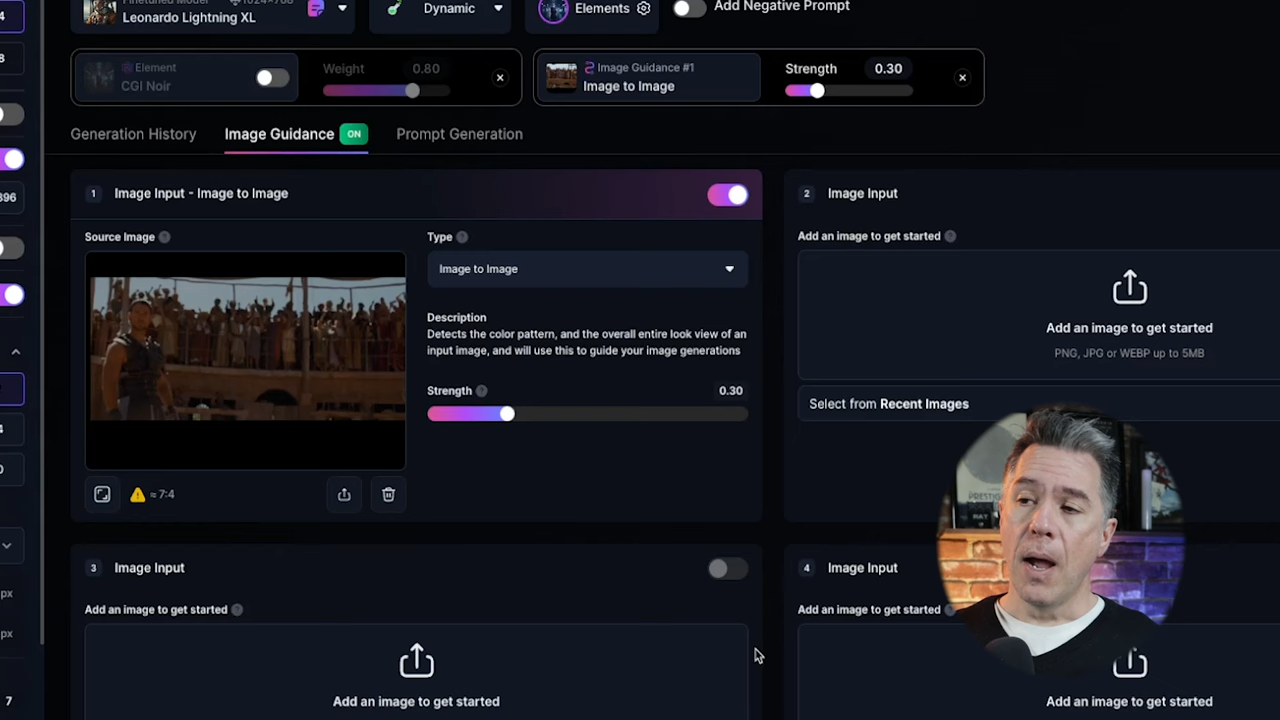 Leonardo Lightning XL
Dynamic
Elements
Add Negative Prompt
Element
CGI Noir
Weight
0.80
Image Guidance #1
Image to Image
Strength
0.30
Generation History
Image Guidance
ON
Prompt Generation
1
Image Input - Image to Image
2
Image Input
Source Image
Type
Add an image to get started
Image to Image
Description
Detects the color pattern, and the overall entire look view of an
input image, and will use this to guide your image generations
Add an image to get started
PNG, JPG or WEBP up to 5MB
Strength
0.30
Select from Recent Images
≈ 7:4
3
Image Input
4
Image Input
Add an image to get started
Add an image to get started
Add an image to get started
Add an image to get started
px
px
7